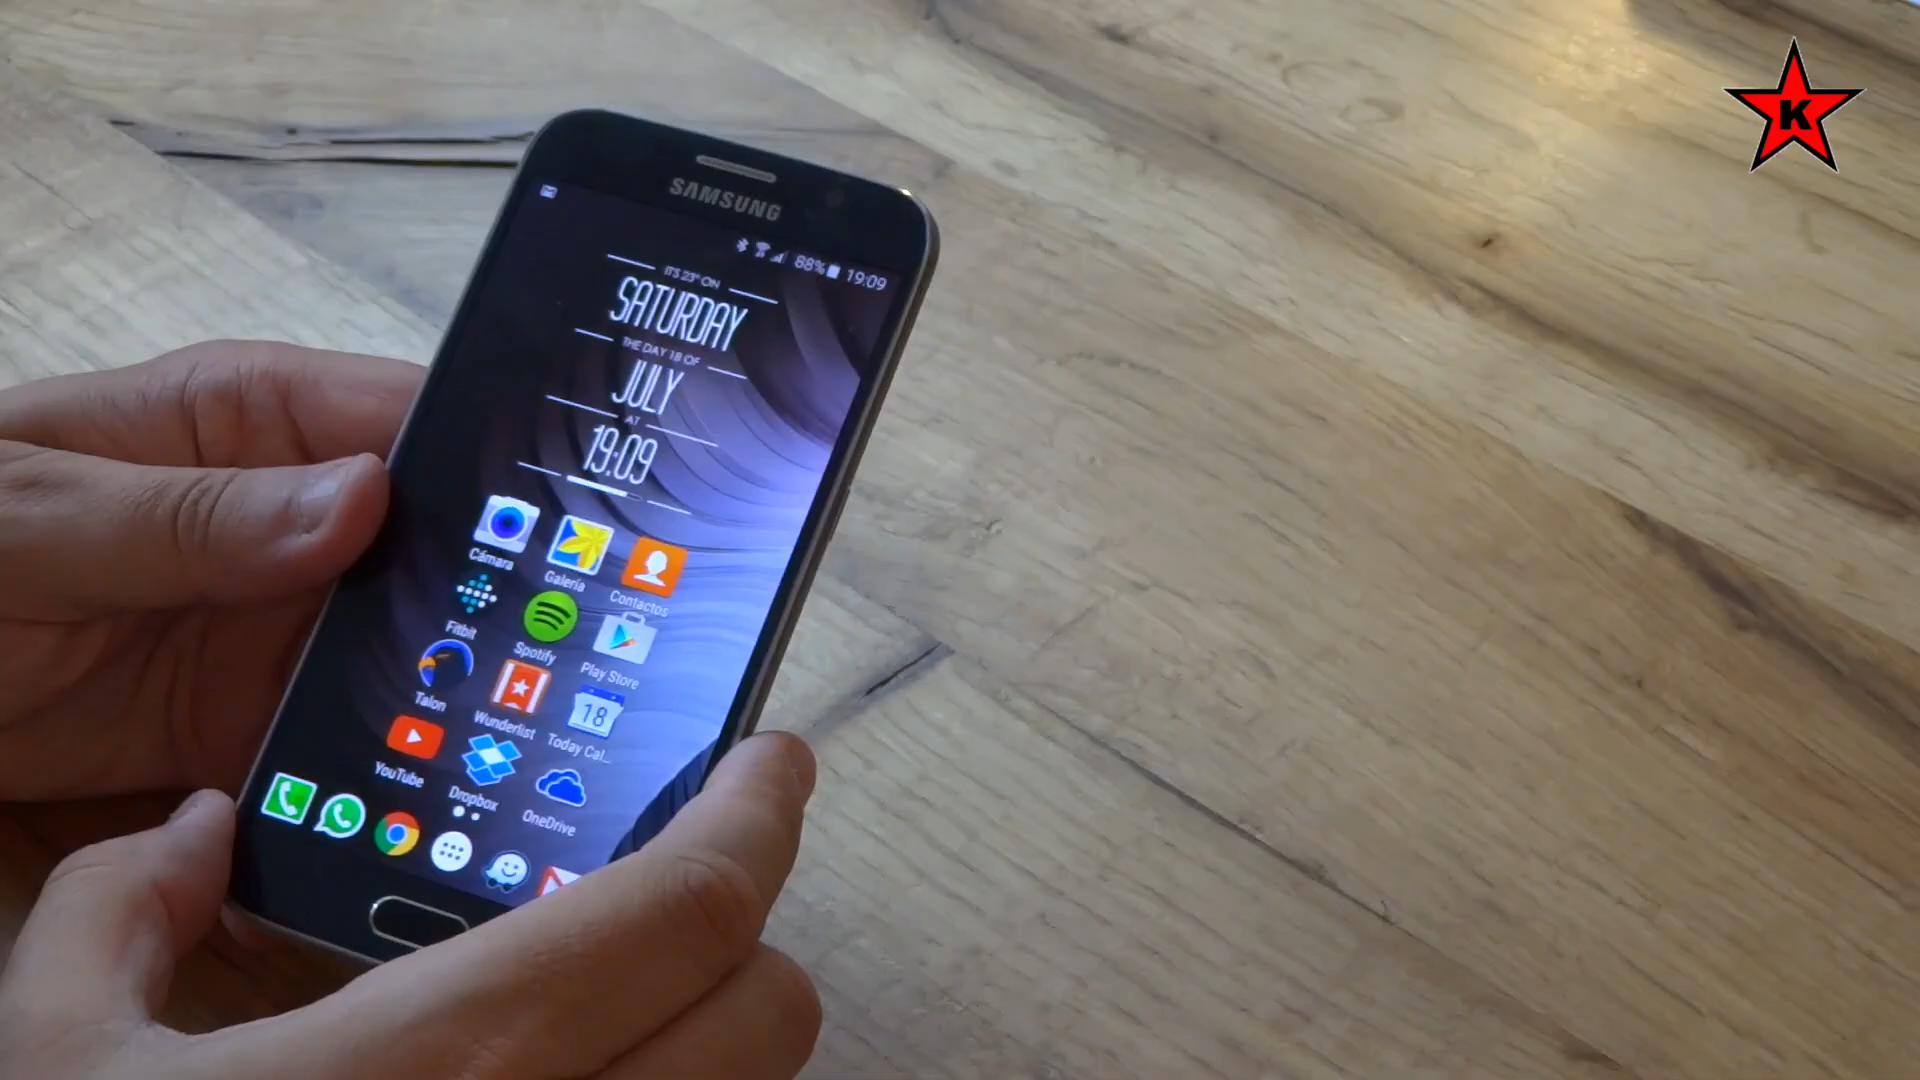 K
SAMSUNG
88% 19:09
ITS 23° ON
SATURDAY
THE DAY 18 OF
JULY
AT
19:09
Cámara
Galería
Contactos
Fitbit
Spotify
Play Store
Talon
Wunderlist
18
Today Cal...
YouTube
Dropbox
OneDrive